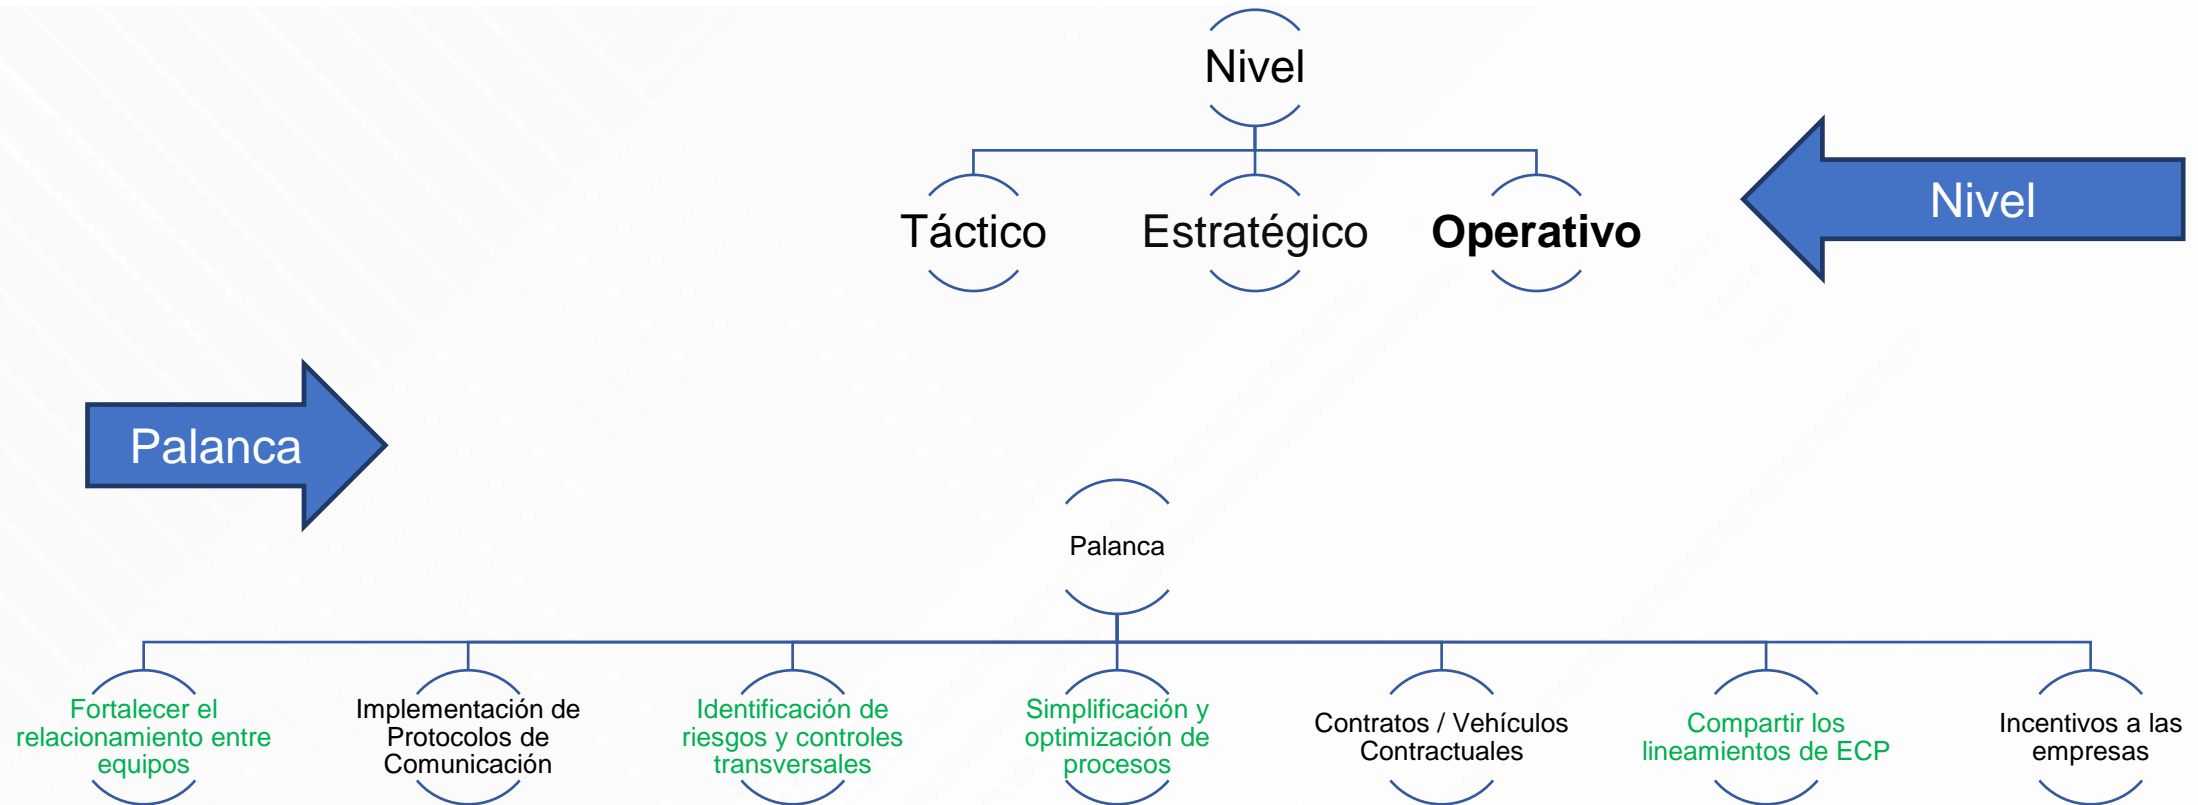 Nivel
Táctico
Estratégico
Operativo
Nivel
Palanca
Palanca
Fortalecer el
relacionamiento entre
equipos
Implementación de
Protocolos de
Comunicación
Identificación de
riesgos y controles
transversales
Simplificación y
optimización de
procesos
Contratos / Vehículos
Contractuales
Compartir los
lineamientos de ECP
Incentivos a las
empresas